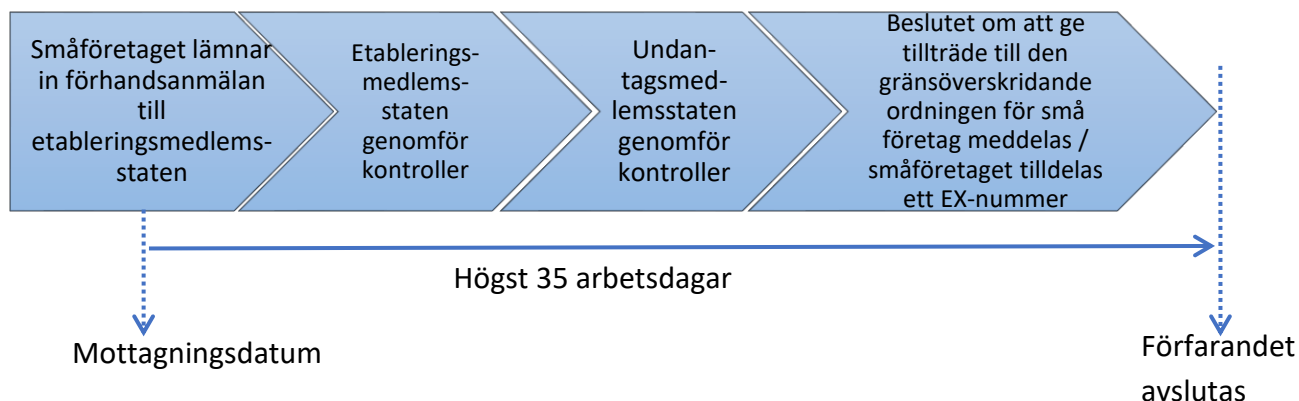 Småföretaget lämnar
in förhandsanmälan
till
etableringsmedlems-
staten
Etablerings-
medlems-
staten
genomför
kontroller
Undan-
tagsmed-
lemsstaten
genomför
kontroller
Beslutet om att ge
tillträde till den
gränsöverskridande
ordningen för små
företag meddelas /
småföretaget tilldelas
ett EX-nummer
Högst 35 arbetsdagar
Mottagningsdatum
Förfarandet
avslutas